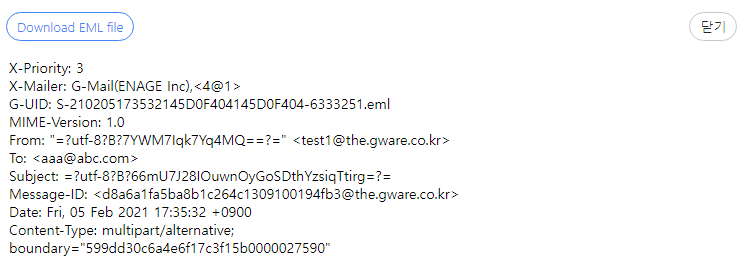 Download EML file
닫기
X-Priority: 3
X-Mailer: G-Mail(ENAGE Inc),<4@1>
G-UID: S-210205173532145D0F404145D0F404-6333251.eml
MIME-Version: 1.0
From: "=?utf-8?B?7YWM7Iqk7Yq4MQ==?=" <test1@the.gware.co.kr>
To: <aaa@abc.com>
Subject: =?utf-8?B?66mU7J28IOuwnOyGoSDthYzsiqTtirg=?=
Message-ID: <d8a6a1fa5ba8b1c264c1309100194fb3@the.gware.co.kr>
Date: Fri, 05 Feb 2021 17:35:32 +0900
Content-Type: multipart/alternative;
boundary="599dd30c6a4e6f17c3f15b0000027590"